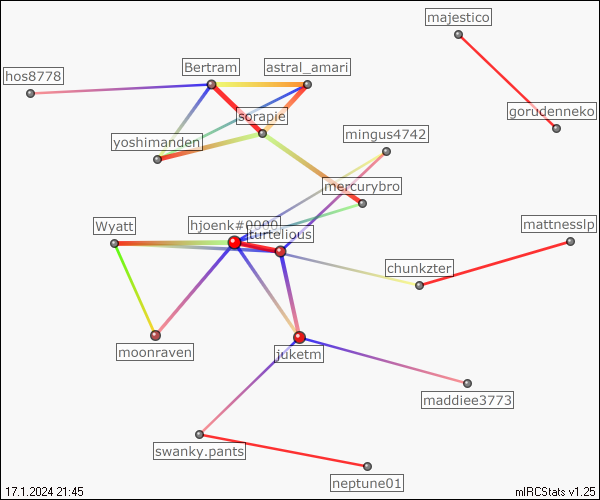 majestico
hos8778
Bertram
astral_amari
gorudenneko
sorapie
yoshimanden
mingus4742
mercurybro
Wyatt
hjoenk#0000
turtelious
mattnesslp
chunkzter
moonraven
juketm
maddiee3773
swanky.pants
neptune01
17.1.2024 21:45
mIRCStats v1.25